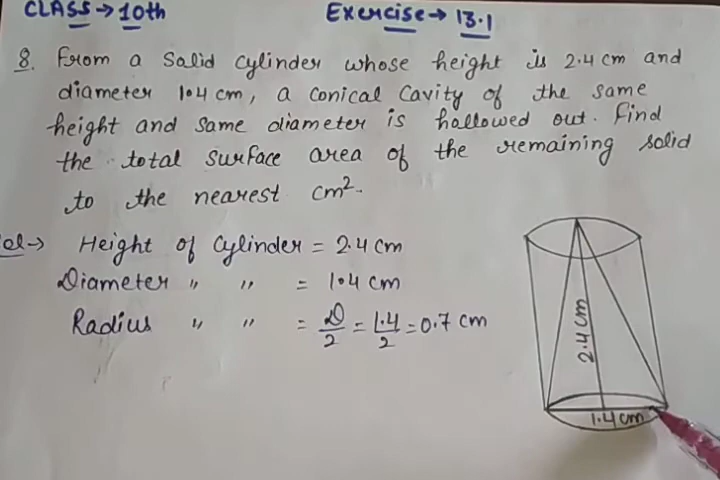 CLASS → 10th Exercise → 13.1
8. From a Solid Cylinder whose height is 2.4 cm and
diameter 1.4 cm, a Conical Cavity of the same
height and same diameter is hallowed out. Find
the total surface area of the remaining solid
to the nearest cm².
Height of Cylinder = 2.4 cm
Diameter " " = 1.4 cm
Radius " " = D/2 = 1.4/2 = 0.7 cm
2.4 cm
1.4 cm